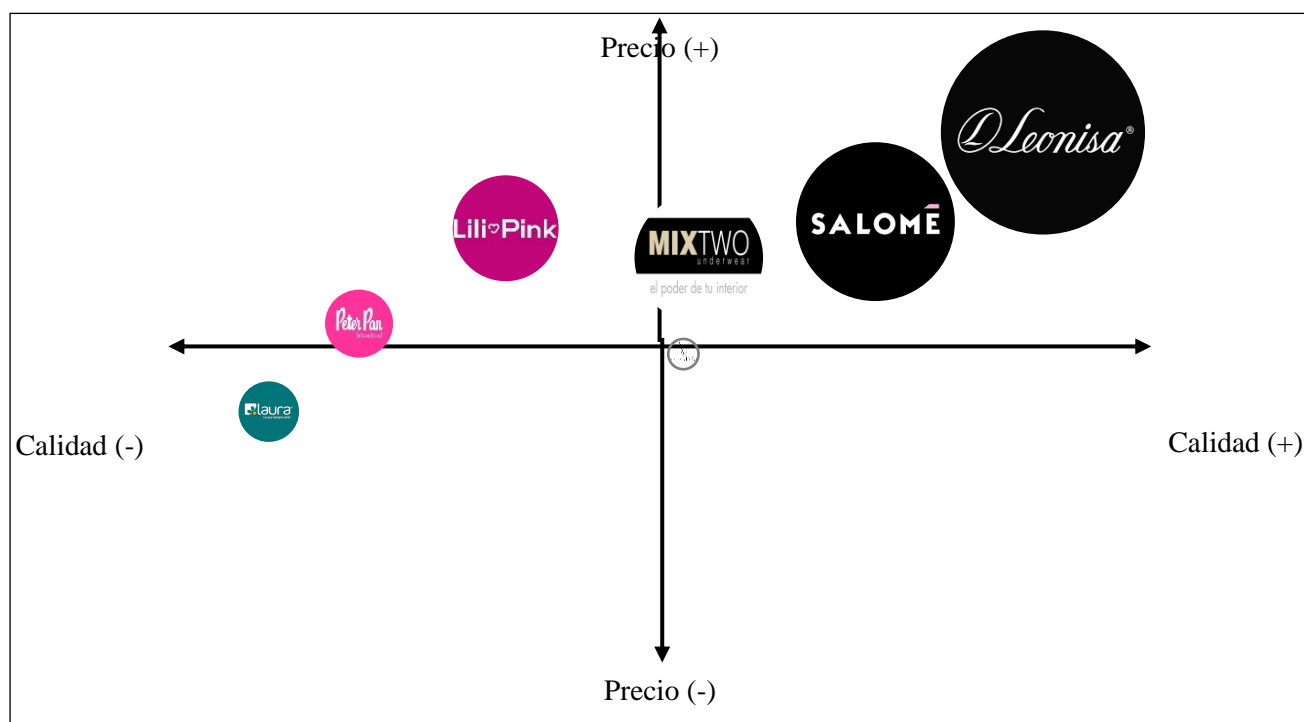 Precio (+)
Leonisa®
SALOMÉ
Lili Pink
MIXTWO
underwear
el poder de tu interior
Peter Pan
laura
Calidad (-)
Calidad (+)
Precio (-)